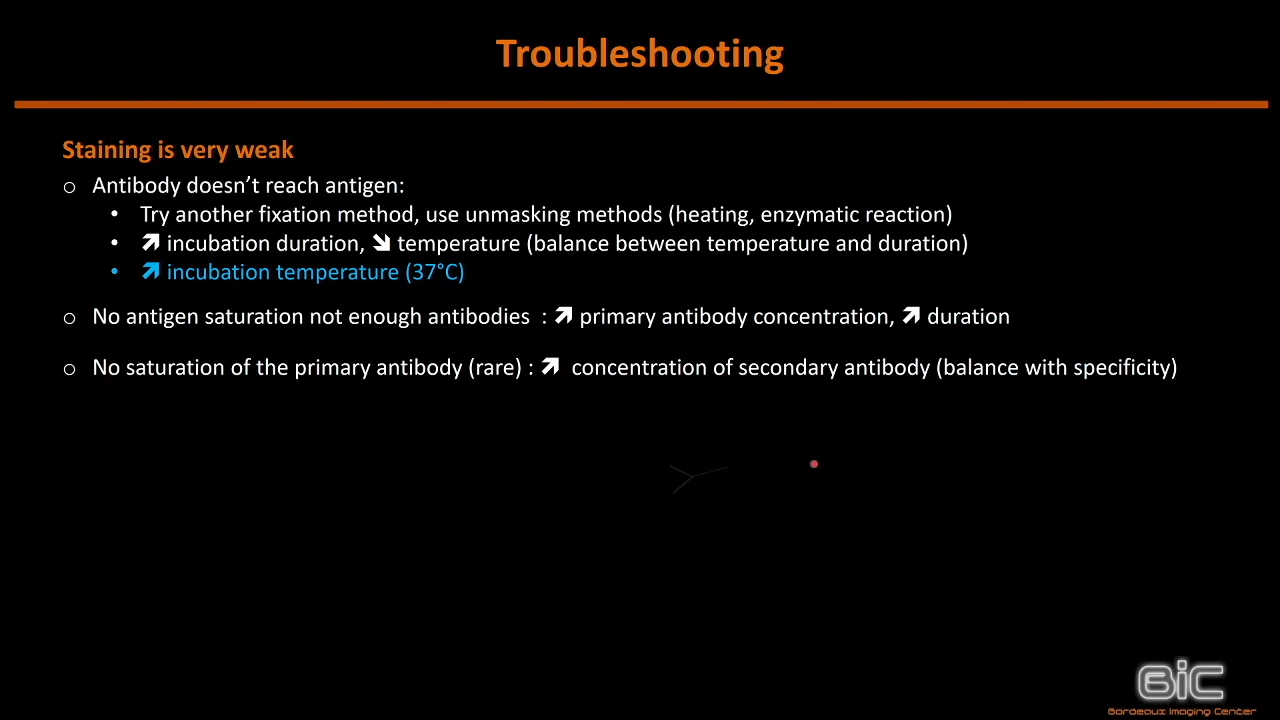 Troubleshooting
Staining is very weak
o Antibody doesn't reach antigen:
• Try another fixation method, use unmasking methods (heating, enzymatic reaction)
• 🡽 incubation duration, 🡾 temperature (balance between temperature and duration)
• 🡽 incubation temperature (37°C)
o No antigen saturation not enough antibodies : 🡽 primary antibody concentration, 🡽 duration
o No saturation of the primary antibody (rare) : 🡽 concentration of secondary antibody (balance with specificity)
BiC
Bordeaux Imaging Center